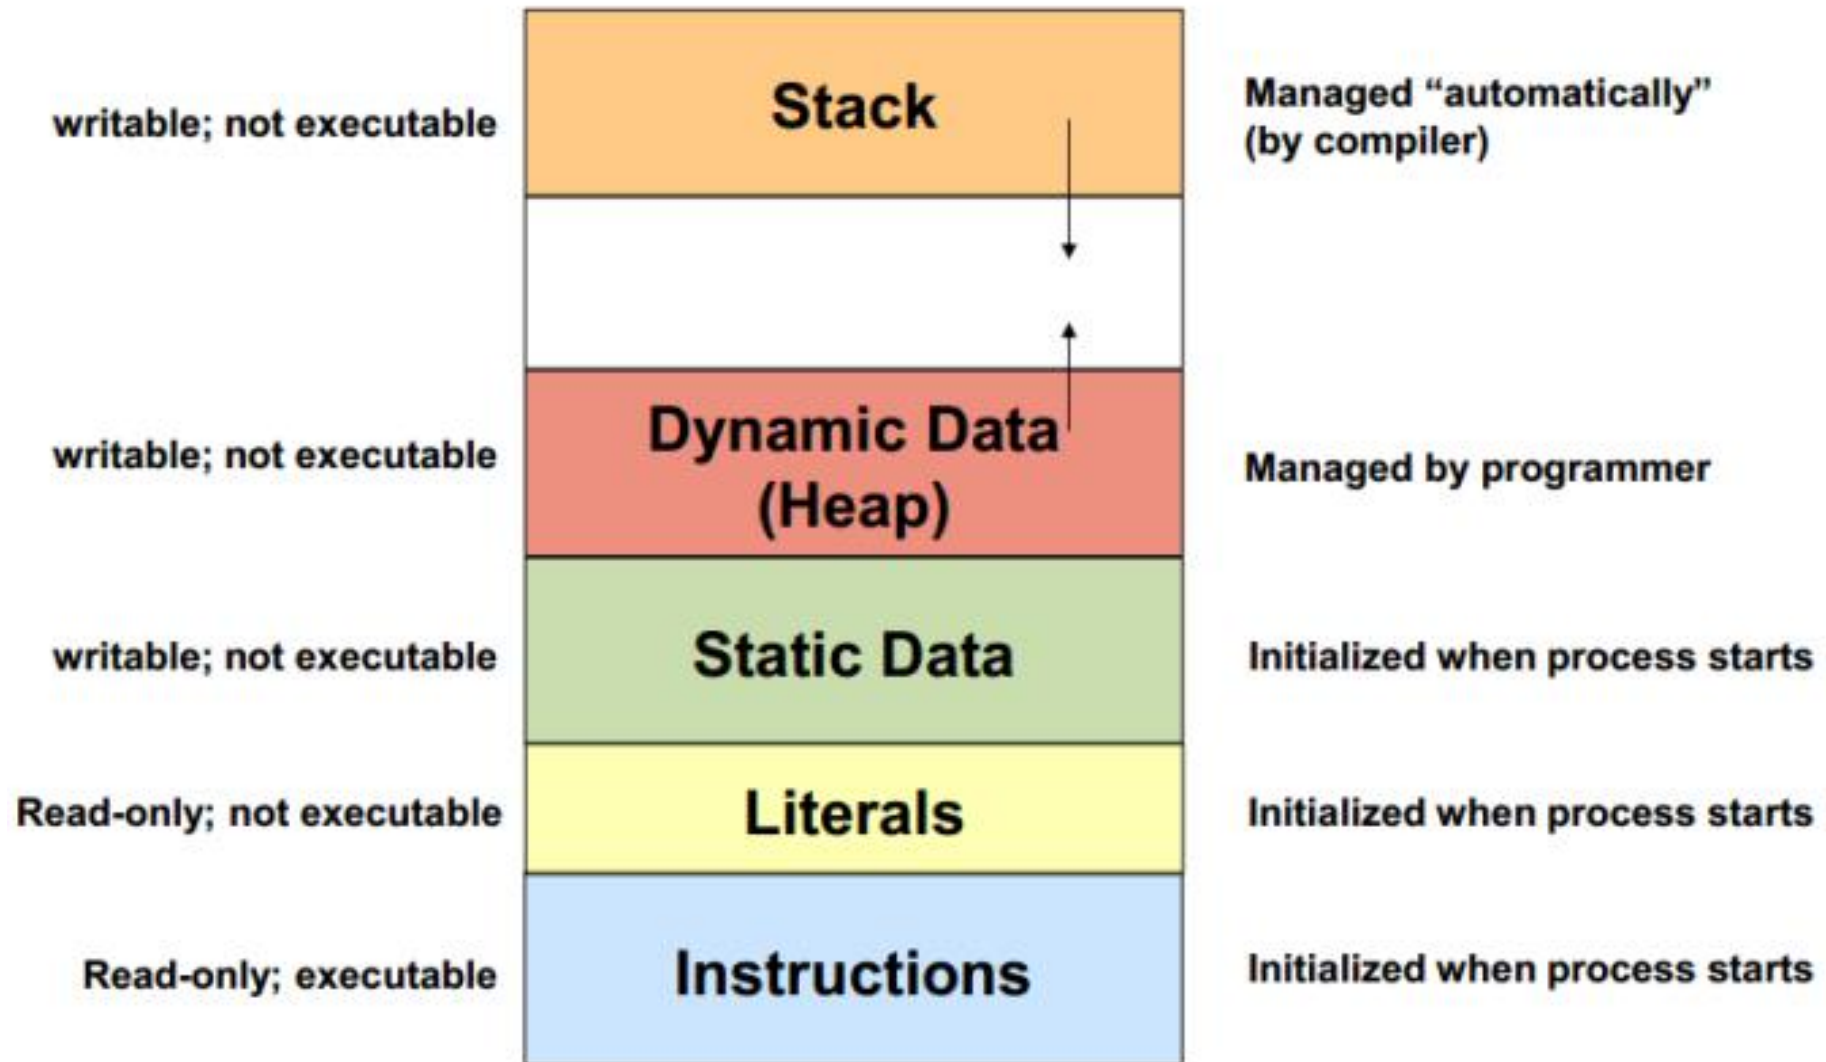 writable; not executable
Stack
Managed “automatically”
(by compiler)
writable; not executable
Dynamic Data
(Heap)
Managed by programmer
writable; not executable
Static Data
Initialized when process starts
Read-only; not executable
Literals
Initialized when process starts
Read-only; executable
Instructions
Initialized when process starts